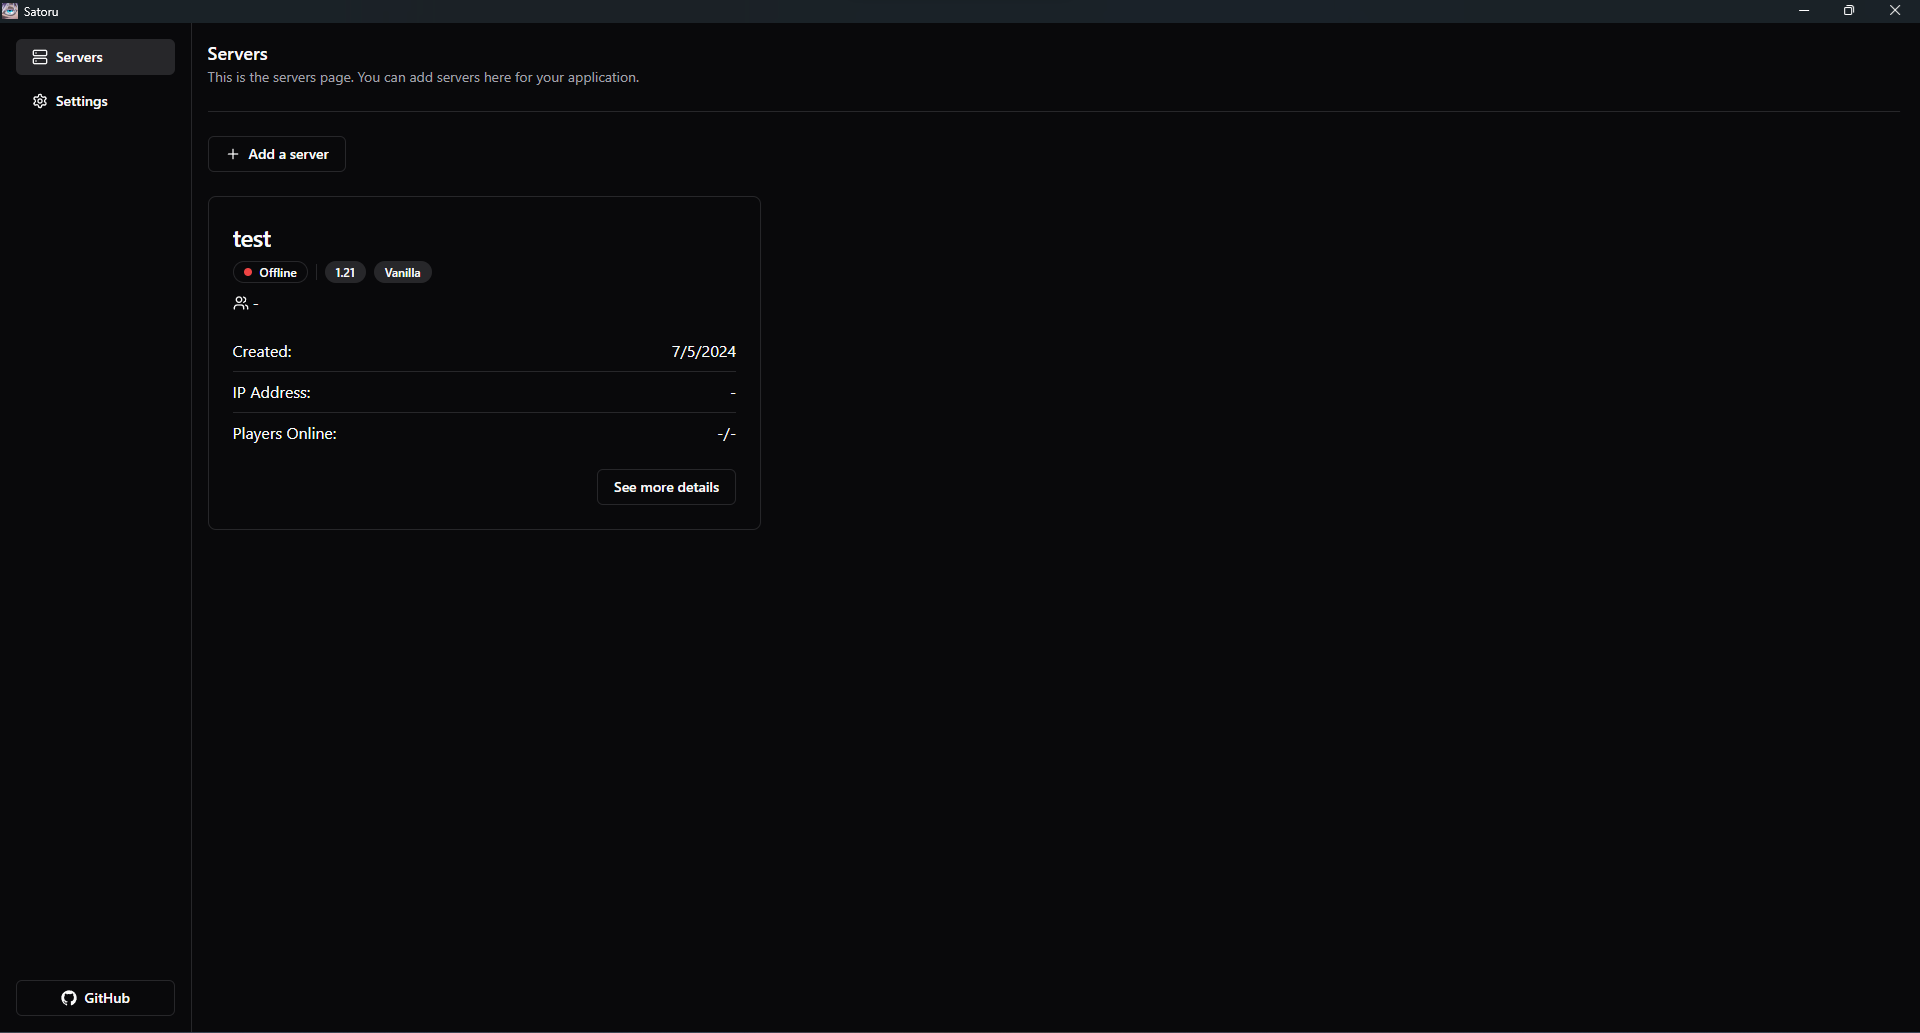 Satoru
Servers
Settings
Servers
This is the servers page. You can add servers here for your application.
Add a server
test
Offline
1.21
Vanilla
-
Created: 7/5/2024
IP Address: -
Players Online: -/-
See more details
GitHub